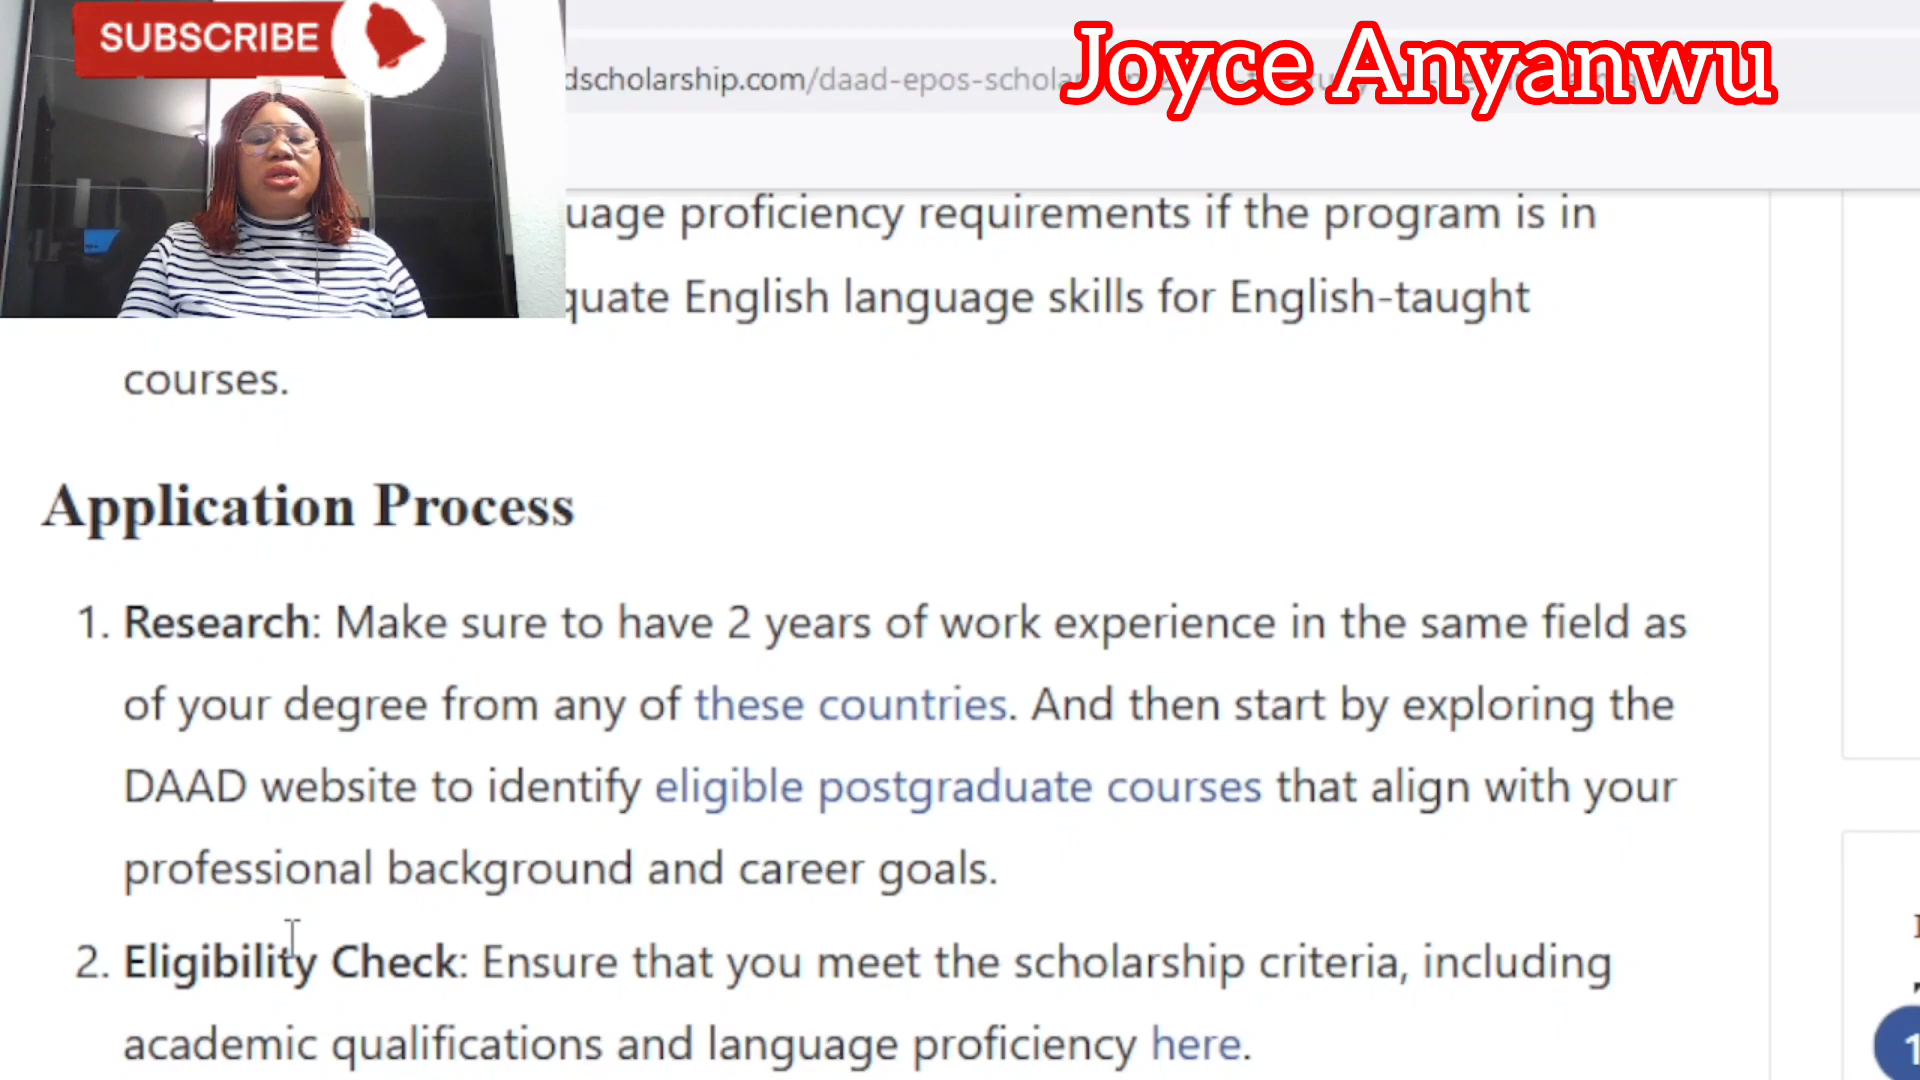 SUBSCRIBE
Joyce Anyanwu
dscholarship.com/daad-epos-schola
uage proficiency requirements if the program is in
quate English language skills for English-taught
courses.
Application Process
1. Research: Make sure to have 2 years of work experience in the same field as
of your degree from any of these countries. And then start by exploring the
DAAD website to identify eligible postgraduate courses that align with your
professional background and career goals.
2. Eligibility Check: Ensure that you meet the scholarship criteria, including
academic qualifications and language proficiency here.
1